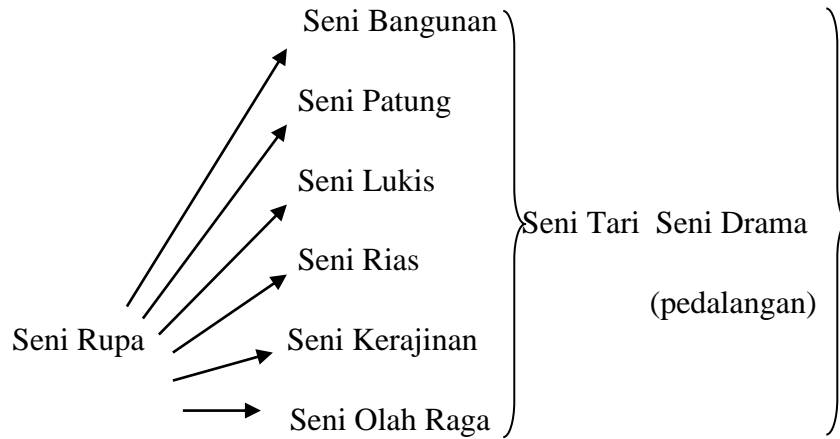 Seni Bangunan
Seni Patung
Seni Lukis
Seni Tari Seni Drama
Seni Rias
(pedalangan)
Seni Rupa
Seni Kerajinan
Seni Olah Raga